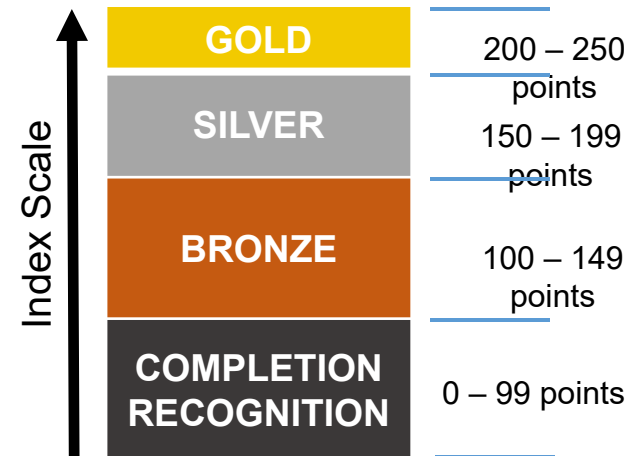 GOLD
200 – 250
points
SILVER
150 – 199
points
BRONZE
100 – 149
points
COMPLETION
RECOGNITION
0 – 99 points
Index Scale